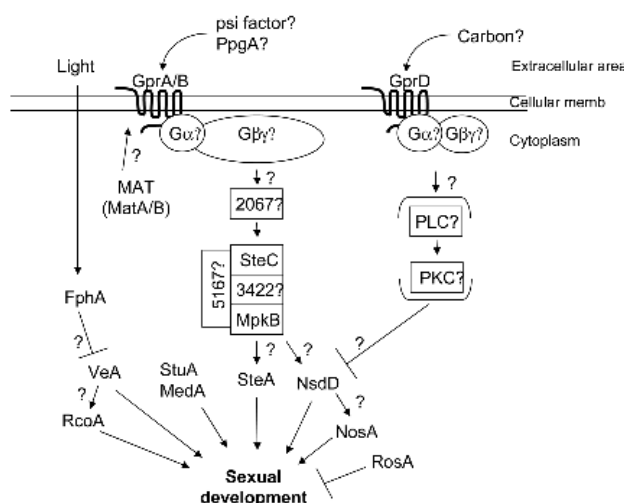 psi factor?
PpgA?
Carbon?
Light
GprA/B
GprD
Extracellular area
Cellular memb
Gα?
Gβγ?
Gα?
Gβγ?
Cytoplasm
?
MAT
(MatA/B)
?
?
2067?
PLC?
5167?
SteC
3422?
MpkB
PKC?
FphA
?
?
?
VeA
StuA
MedA
SteA
NsdD
?
?
RcoA
NosA
RosA
Sexual
development